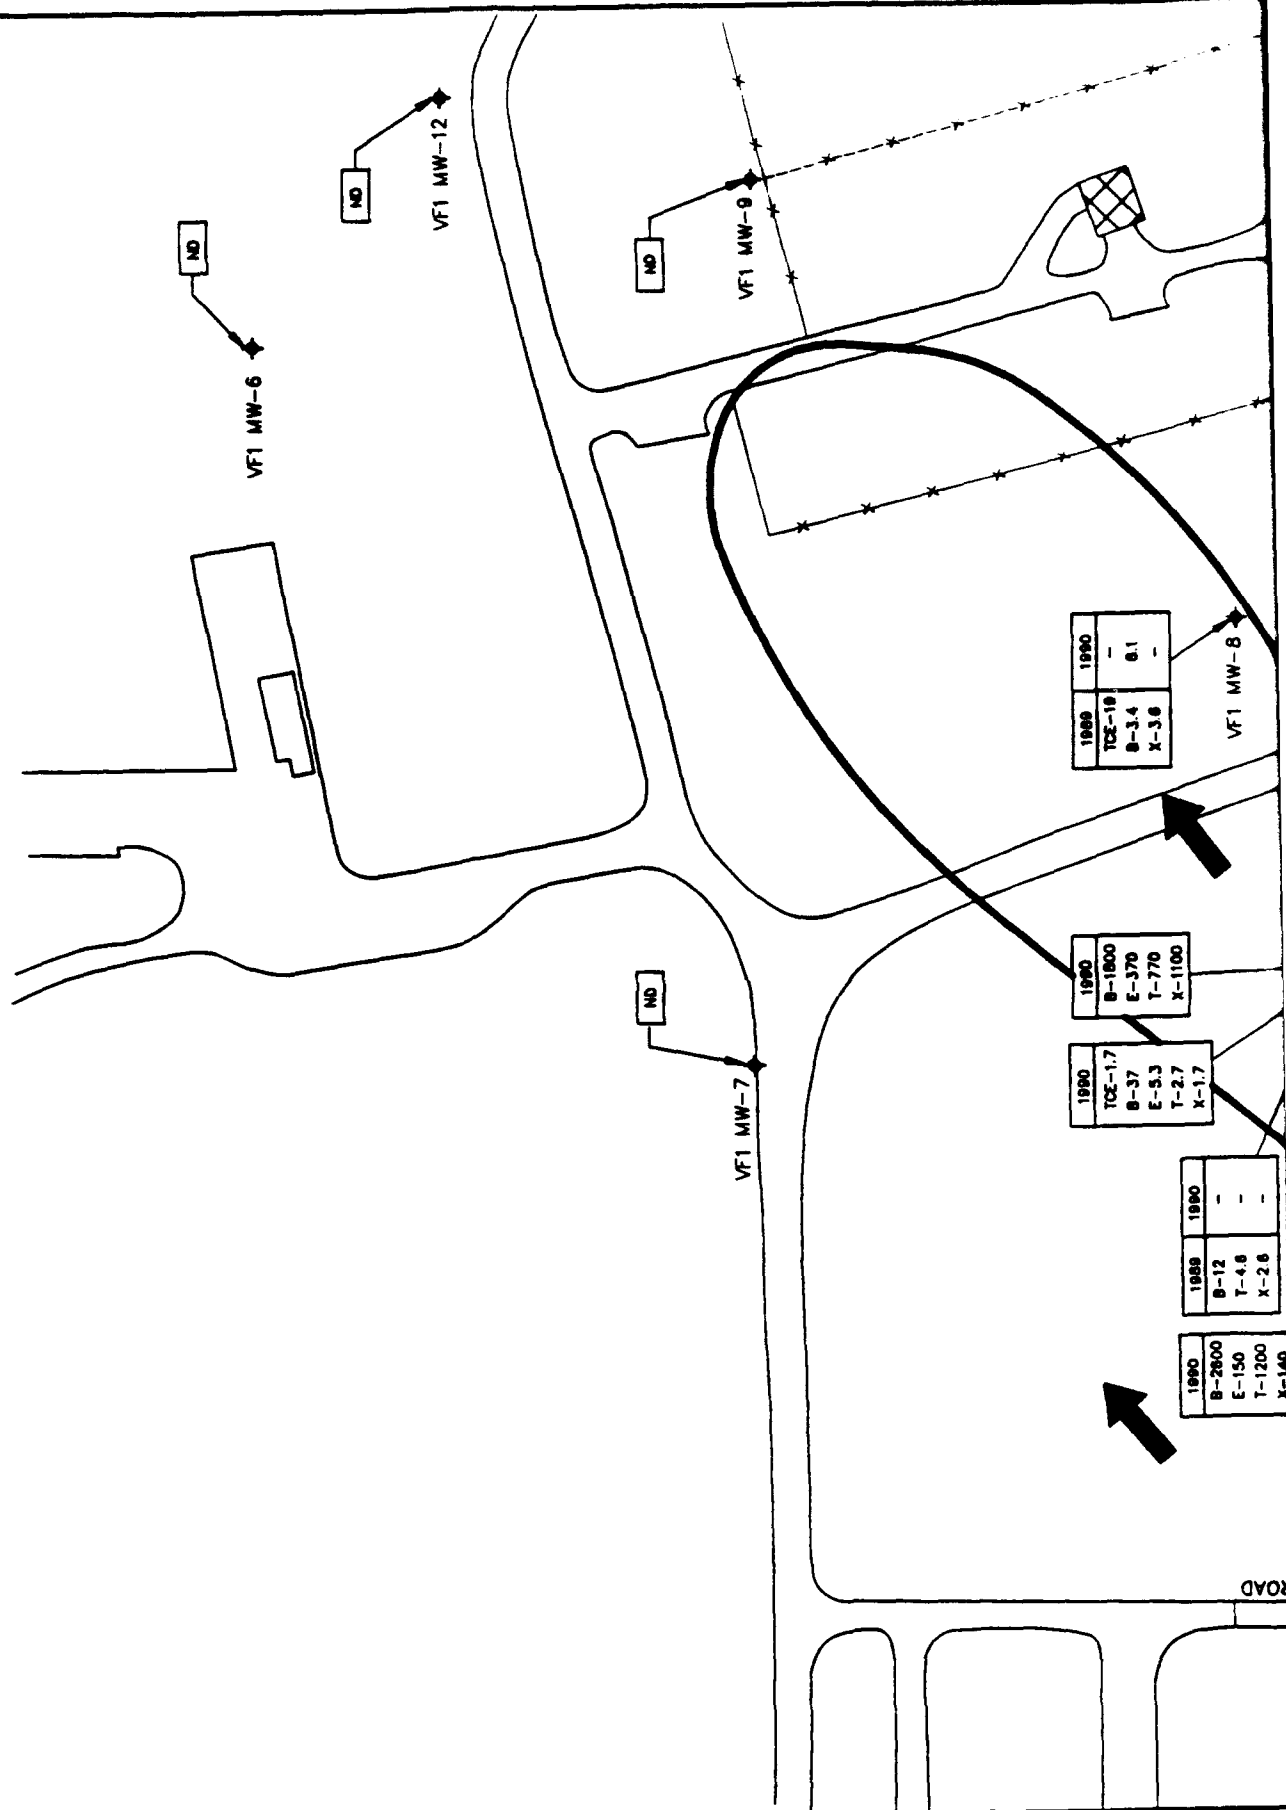 ND
VF1 MW-6
ND
VF1 MW-12
ND
VF1 MW-9
ND
VF1 MW-7
1989 1990
TCE-19 -
B-3.4 6.1
X-3.6 -
VF1 MW-8
1990
B-1800
E-370
T-770
X-1100
1990
TCE-1.7
B-37
E-5.3
T-2.7
X-1.7
1989 1990
B-12 -
T-4.6 -
X-2.6 -
1990
B-2600
E-150
T-1200
X-140
ROAD